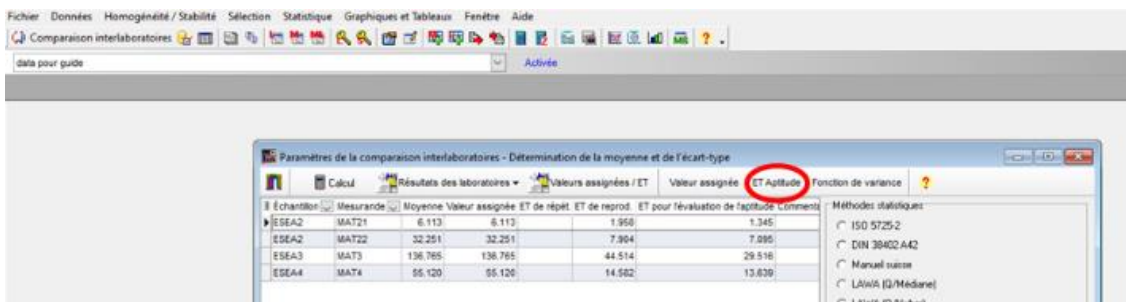 Fichier Données Homogénéité / Stabilité Sélection Statistique Graphiques et Tableaux Fenêtre Aide
Comparaison interlaboratoires
data pour guide Activée
Paramètres de la comparaison interlaboratoires - Détermination de la moyenne et de l'écart-type
Calcul Résultats des laboratoires Valeurs assignées / ET Valeur assignée ET Aptitude Fonction de variance ?
Échantillon Mesurande Moyenne Valeur assignée ET de répét. ET de reprod. ET pour l'évaluation de l'aptitude Comments Méthodes statistiques
ESEA2 MAT21 6.113 6.113 1.958 1.345 ISO 5725-2
ESEA2 MAT22 32.251 32.251 7.904 7.095 DIN 38402 A42
ESEA3 MAT3 136.765 136.765 44.514 29.516 Manuel suisse
ESEA4 MAT4 55.120 55.120 14.582 13.639 LAWA (Q/Médiane)